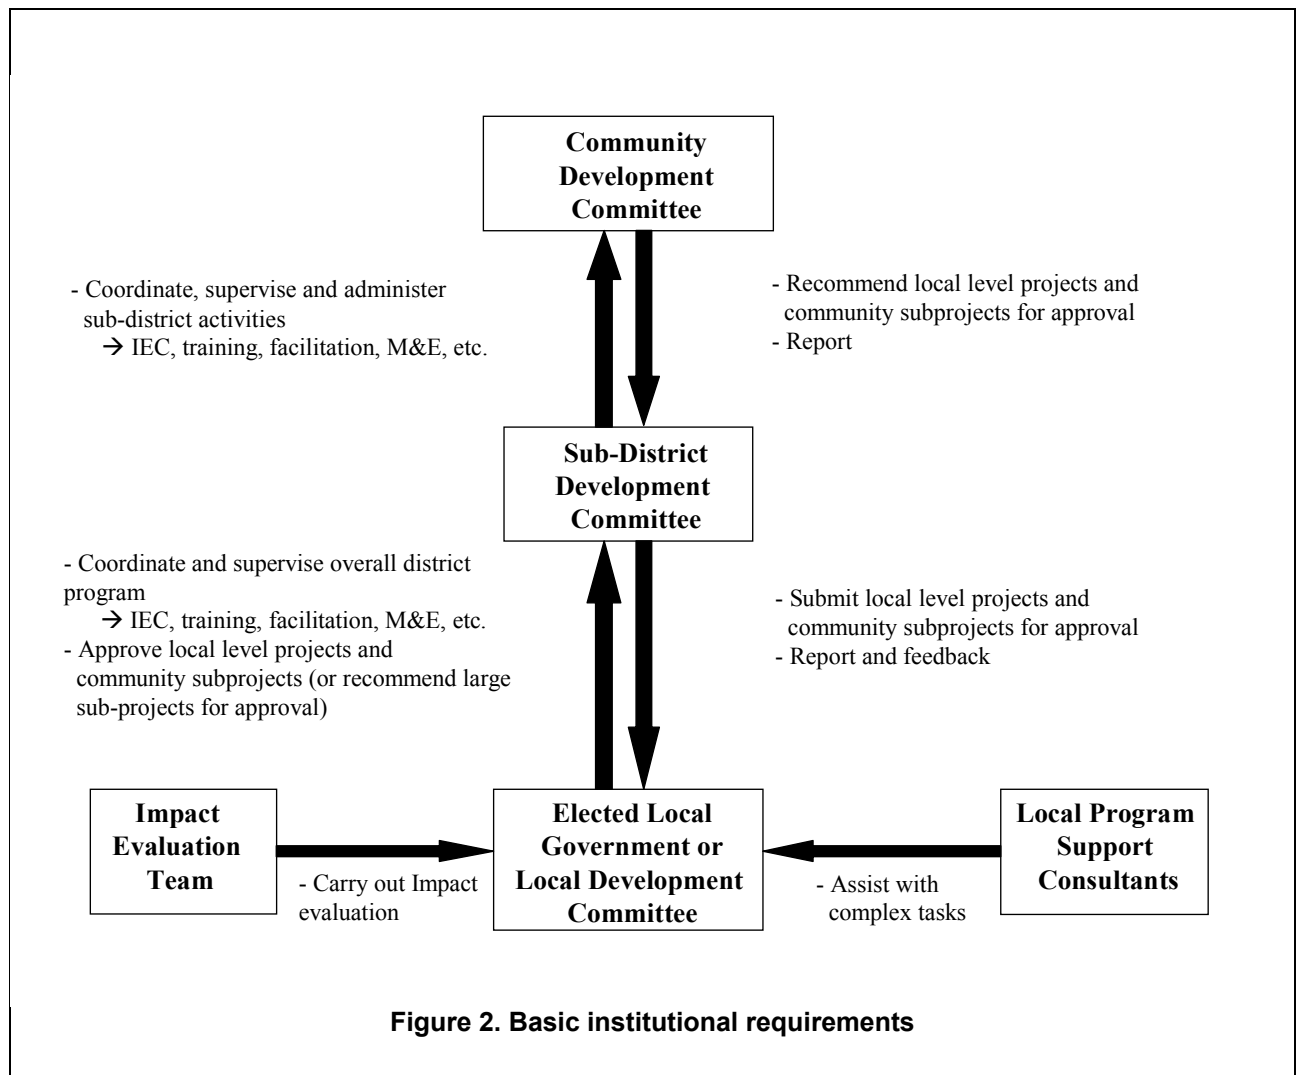 Community
Development
Committee
- Coordinate, supervise and administer
sub-district activities
→ IEC, training, facilitation, M&E, etc.
- Recommend local level projects and
community subprojects for approval
- Report
Sub-District
Development
Committee
- Coordinate and supervise overall district
program
→ IEC, training, facilitation, M&E, etc.
- Approve local level projects and
community subprojects (or recommend large
sub-projects for approval)
- Submit local level projects and
community subprojects for approval
- Report and feedback
Impact
Evaluation
Team
- Carry out Impact
evaluation
Elected Local
Government or
Local Development
Committee
- Assist with
complex tasks
Local Program
Support
Consultants
Figure 2. Basic institutional requirements